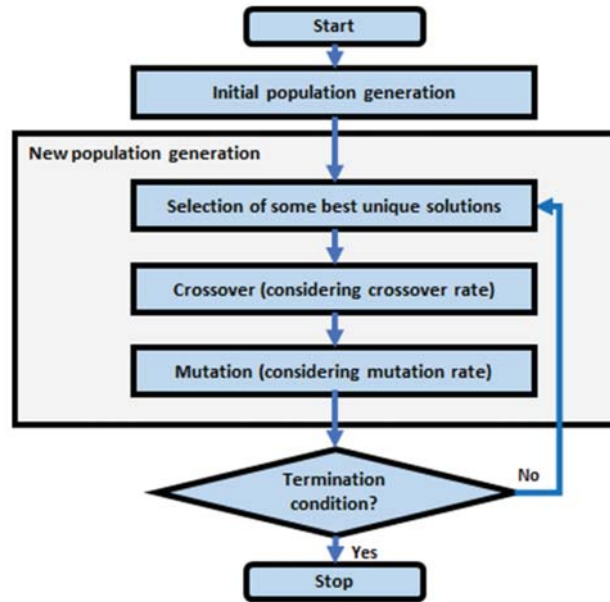 Start
Initial population generation
New population generation
Selection of some best unique solutions
Crossover (considering crossover rate)
Mutation (considering mutation rate)
Termination
condition?
No
Yes
Stop